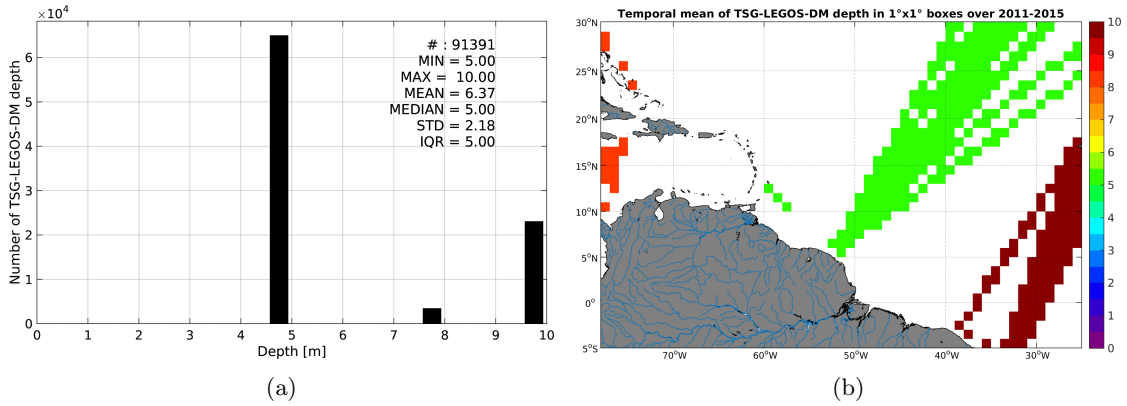 ×10⁴
6
5
4
3
2
1
0
Number of TSG-LEGOS-DM depth
# : 91391
MIN = 5.00
MAX = 10.00
MEAN = 6.37
MEDIAN = 5.00
STD = 2.18
IQR = 5.00
0 1 2 3 4 5 6 7 8 9 10
Depth [m]
(a)
Temporal mean of TSG-LEGOS-DM depth in 1°x1° boxes over 2011-2015
30°N
25°N
20°N
15°N
10°N
5°N
0°
5°S
70°W 60°W 50°W 40°W 30°W
10
9
8
7
6
5
4
3
2
1
0
0
(b)